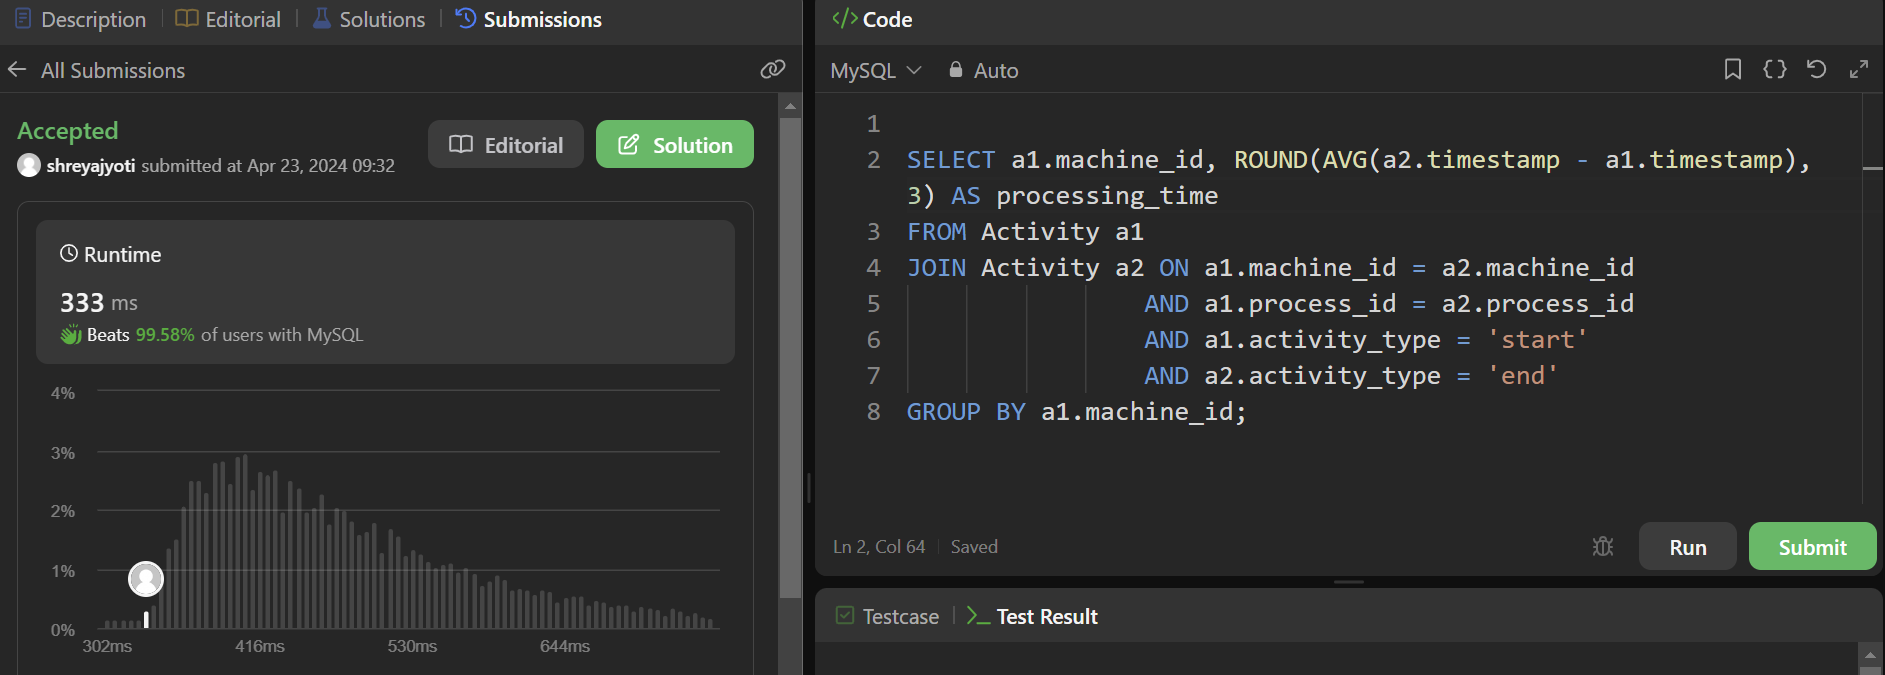 Description
Editorial
Solutions
Submissions
All Submissions
Accepted
shreyajyoti submitted at Apr 23, 2024 09:32
Editorial
Solution
Runtime
333 ms
Beats 99.58% of users with MySQL
4%
3%
2%
1%
0%
302ms 416ms 530ms 644ms
</> Code
MySQL
Auto
1
2 SELECT a1.machine_id, ROUND(AVG(a2.timestamp - a1.timestamp),
3) AS processing_time
3 FROM Activity a1
4 JOIN Activity a2 ON a1.machine_id = a2.machine_id
5 AND a1.process_id = a2.process_id
6 AND a1.activity_type = 'start'
7 AND a2.activity_type = 'end'
8 GROUP BY a1.machine_id;
Ln 2, Col 64
Saved
Run
Submit
Testcase
Test Result